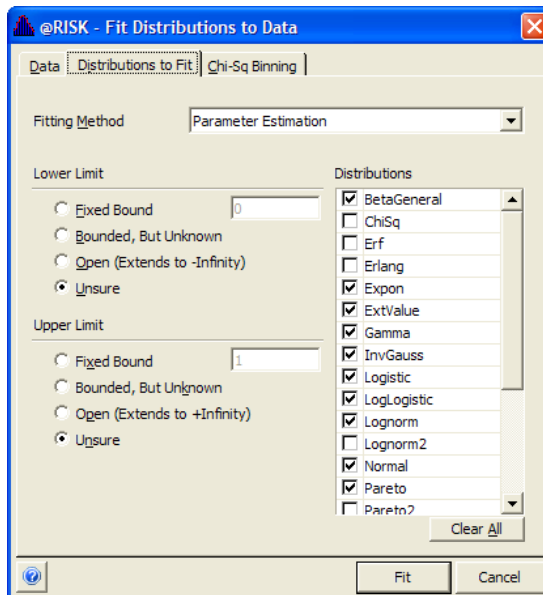 @RISK - Fit Distributions to Data
Data Distributions to Fit Chi-Sq Binning
Fitting Method Parameter Estimation
Lower Limit
Fixed Bound 0
Bounded, But Unknown
Open (Extends to -Infinity)
Unsure
Upper Limit
Fixed Bound 1
Bounded, But Unknown
Open (Extends to +Infinity)
Unsure
Distributions
BetaGeneral
ChiSq
Erf
Erlang
Expon
ExtValue
Gamma
InvGauss
Logistic
LogLogistic
Lognorm
Lognorm2
Normal
Pareto
Pareto2
Clear All
Fit Cancel